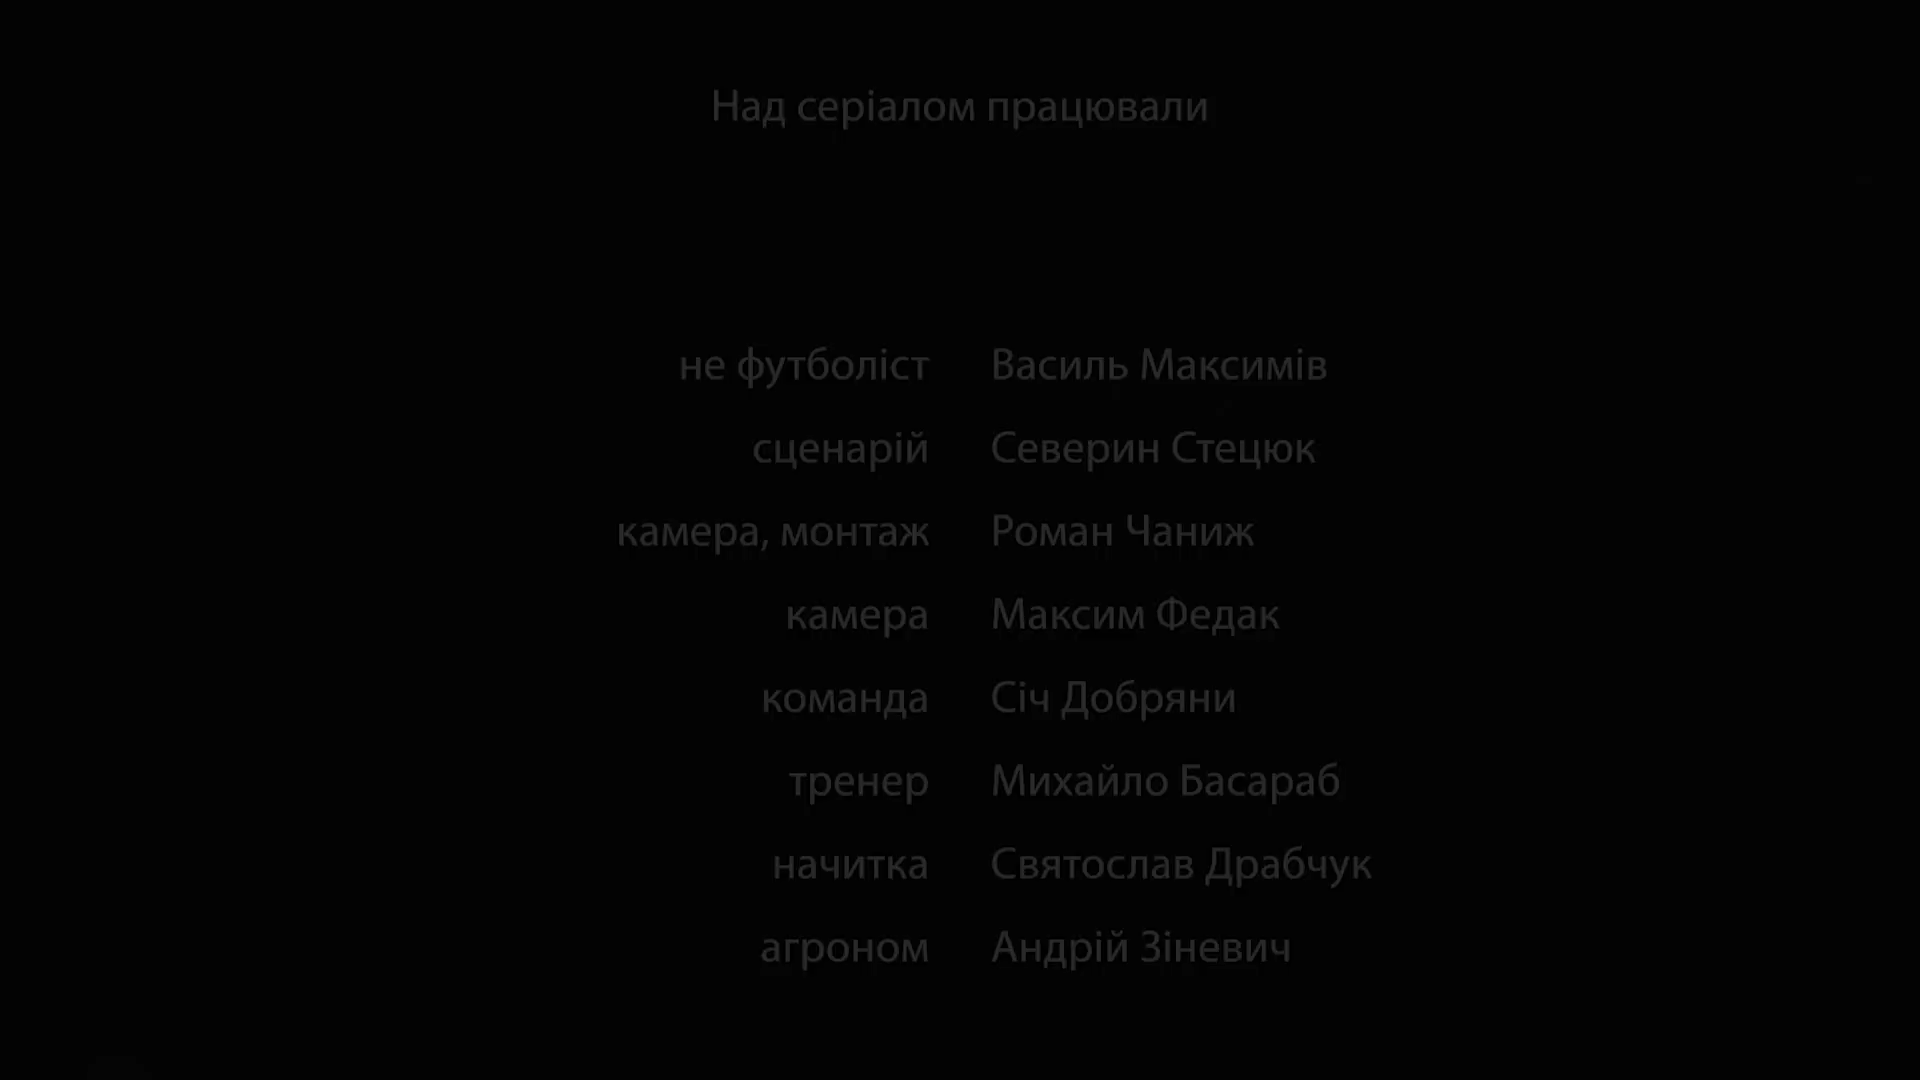 Над серіалом працювали
не футболіст Василь Максимів
сценарій Северин Стецюк
камера, монтаж Роман Чаниж
камера Максим Федак
команда Січ Добряни
тренер Михайло Басараб
начитка Святослав Драбчук
агроном Андрій Зіневич